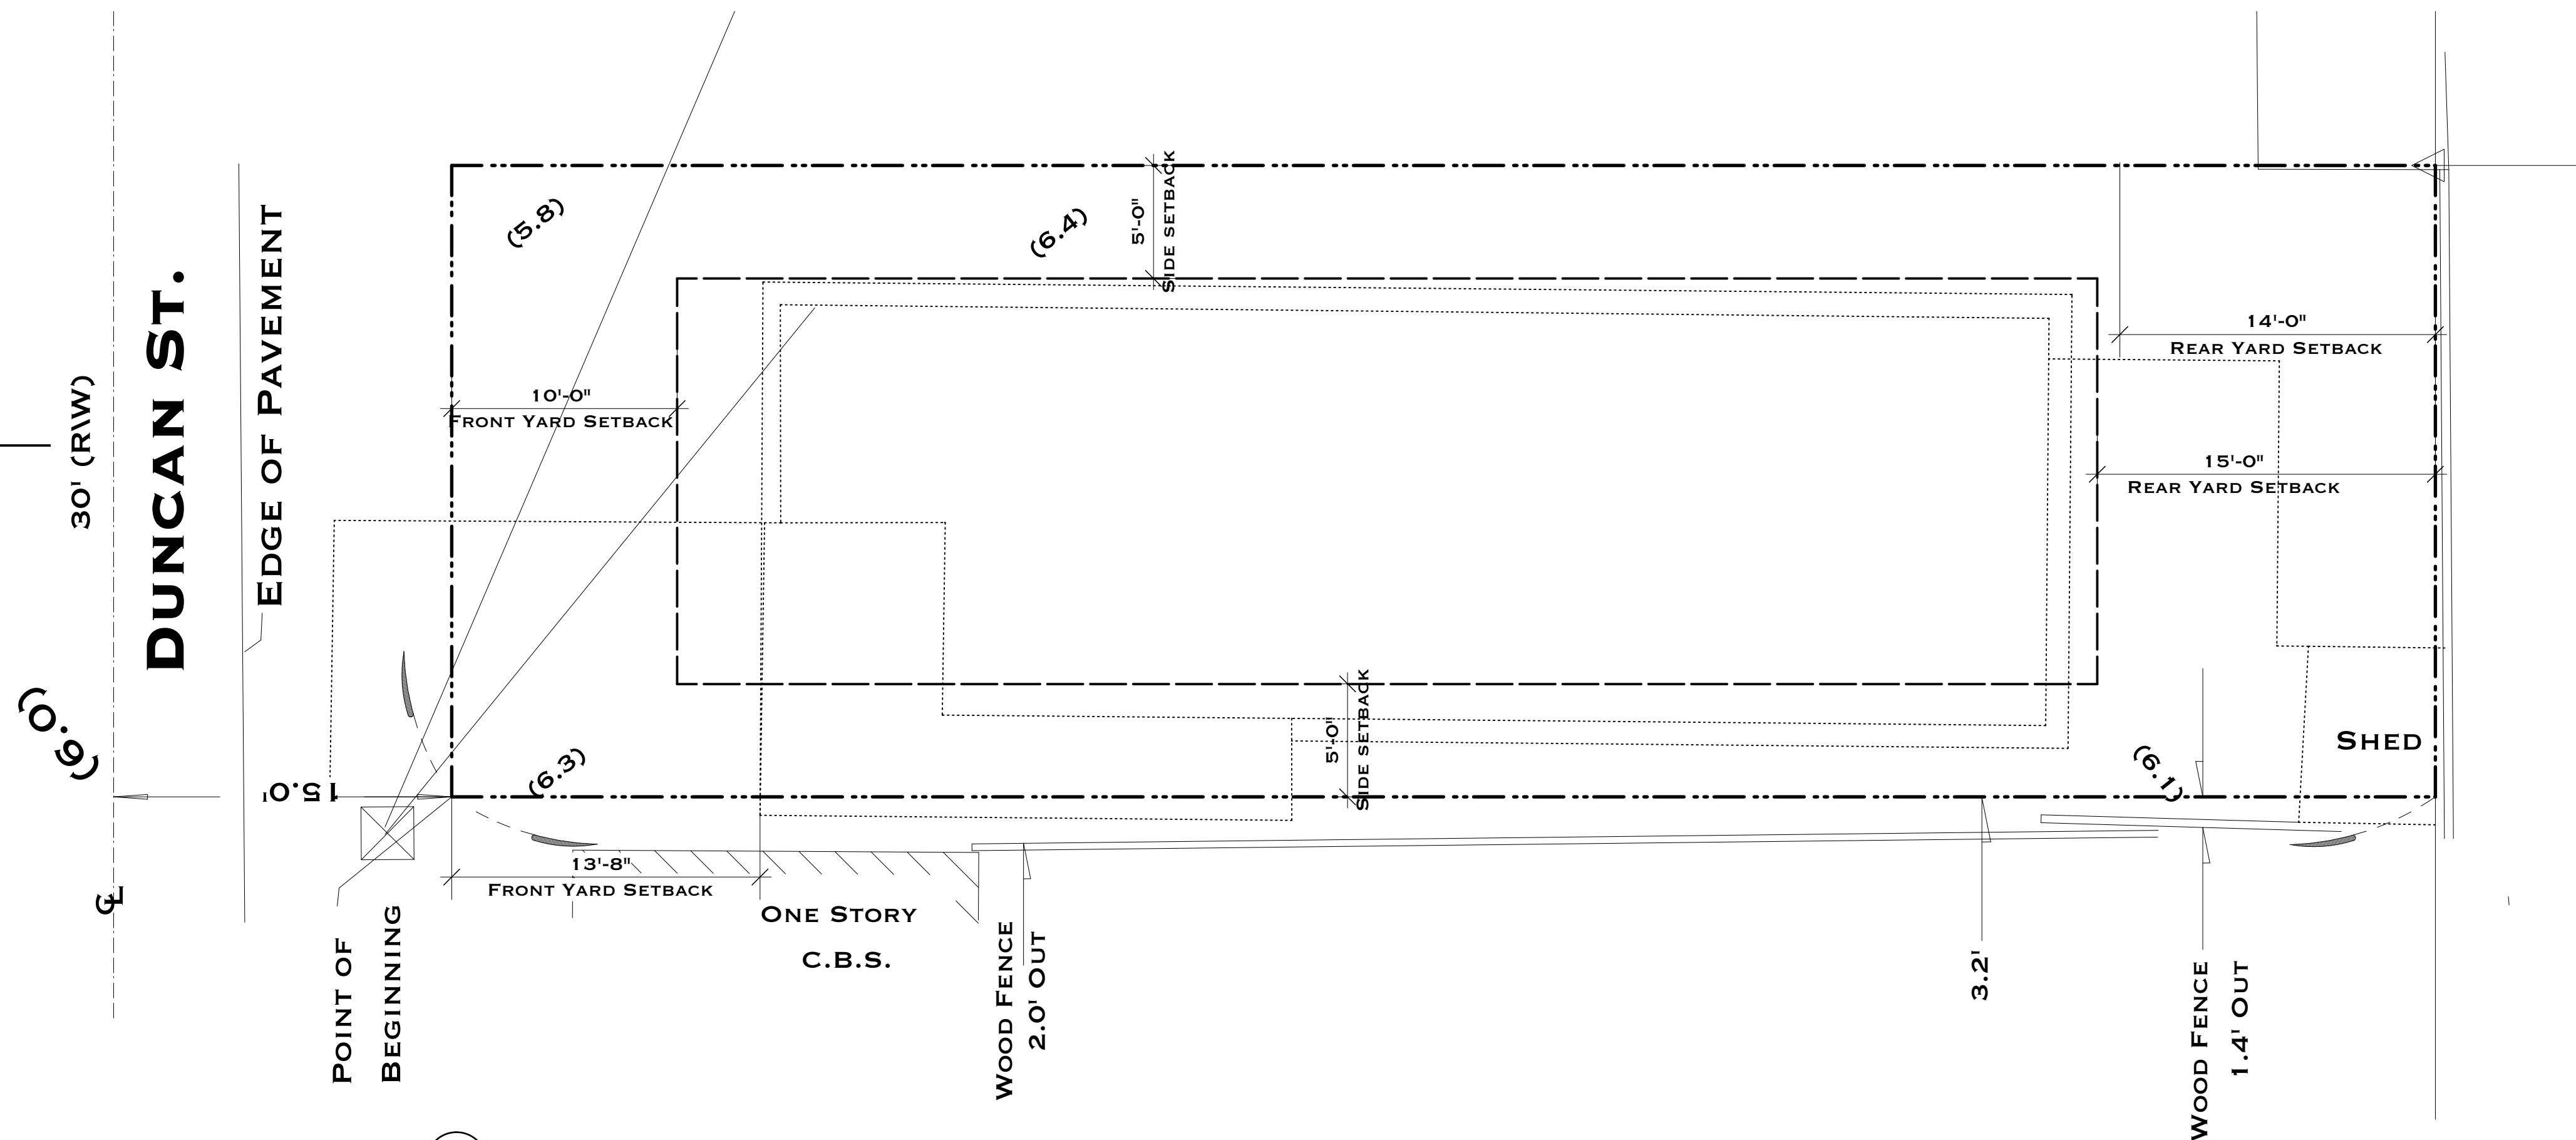 30' (RW)
DUNCAN ST.
EDGE OF PAVEMENT
(5.8)
(6.4)
5'-0"
SIDE SETBACK
10'-0"
FRONT YARD SETBACK
14'-0"
REAR YARD SETBACK
15'-0"
REAR YARD SETBACK
(6.0)
15.0'
(6.3)
5'-0"
SIDE SETBACK
(6.1)
SHED
℄
13'-8"
FRONT YARD SETBACK
POINT OF
BEGINNING
ONE STORY
C.B.S.
WOOD FENCE
2.0' OUT
3.2'
WOOD FENCE
1.4' OUT